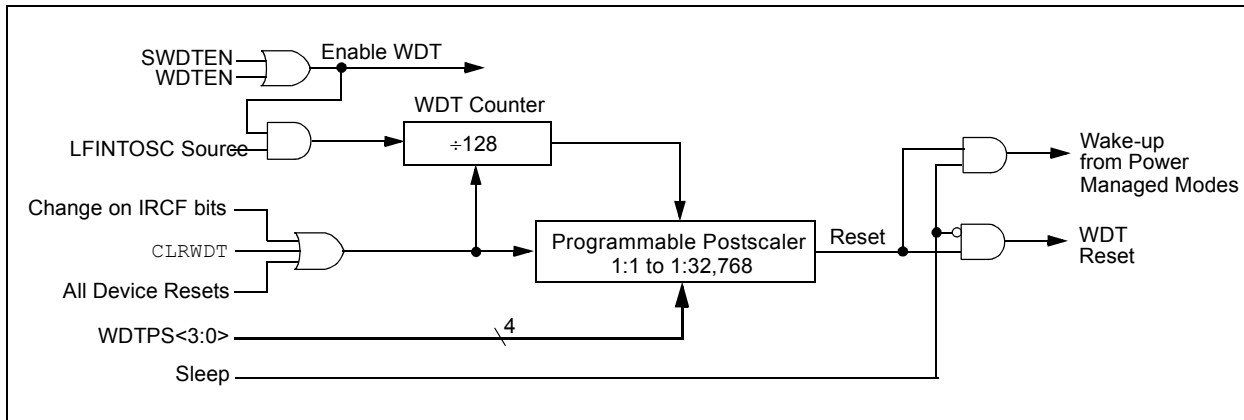 SWDTEN
WDTEN
Enable WDT
WDT Counter
LFINTOSC Source
÷128
Wake-up
from Power
Managed Modes
Change on IRCF bits
CLRWDT
All Device Resets
Programmable Postscaler
1:1 to 1:32,768
Reset
WDT
Reset
WDTPS<3:0>
4
Sleep